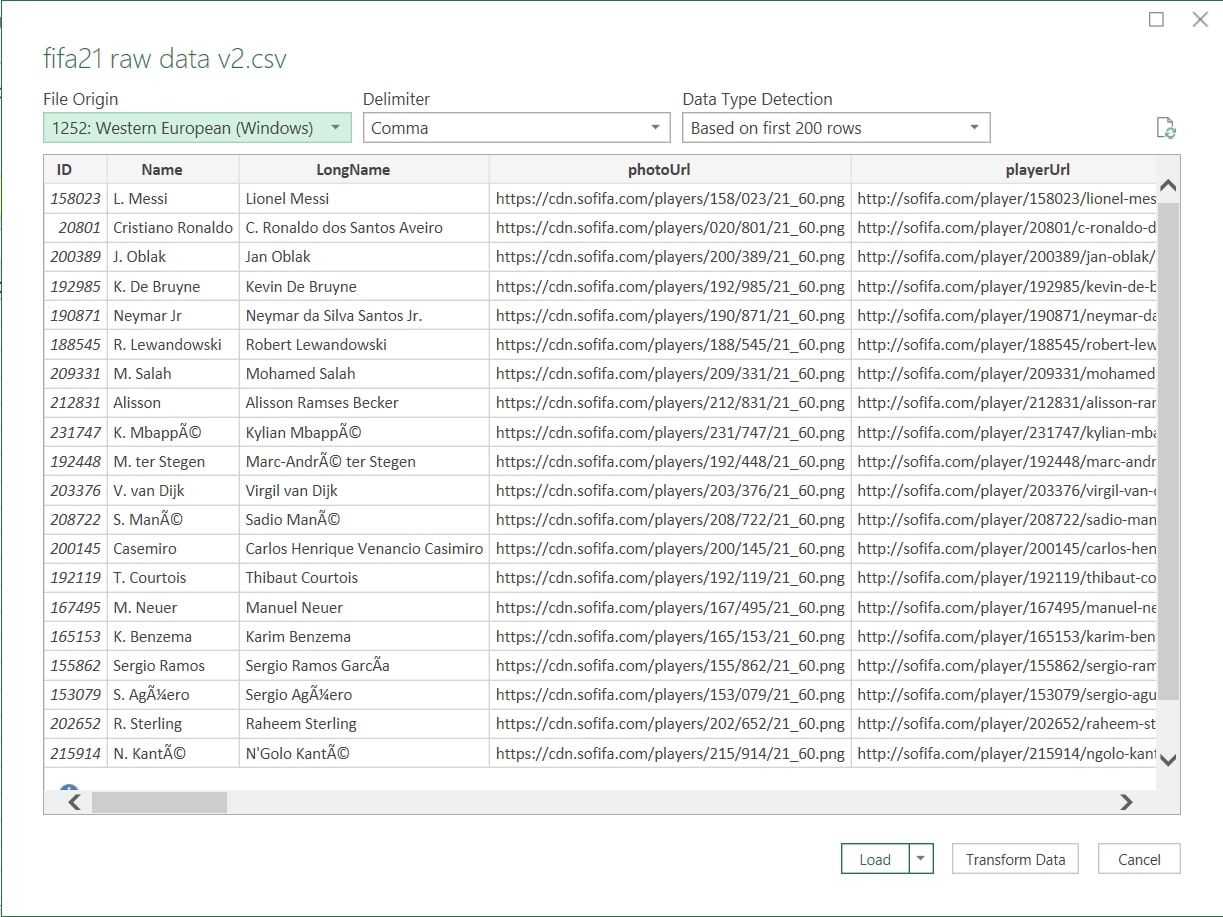 fifa21 raw data v2.csv
File Origin Delimiter Data Type Detection
1252: Western European (Windows) Comma Based on first 200 rows
ID Name LongName photoUrl playerUrl
158023 L. Messi Lionel Messi https://cdn.sofifa.com/players/158/023/21_60.png http://sofifa.com/player/158023/lionel-mes
20801 Cristiano Ronaldo C. Ronaldo dos Santos Aveiro https://cdn.sofifa.com/players/020/801/21_60.png http://sofifa.com/player/20801/c-ronaldo-d
200389 J. Oblak Jan Oblak https://cdn.sofifa.com/players/200/389/21_60.png http://sofifa.com/player/200389/jan-oblak/
192985 K. De Bruyne Kevin De Bruyne https://cdn.sofifa.com/players/192/985/21_60.png http://sofifa.com/player/192985/kevin-de-b
190871 Neymar Jr Neymar da Silva Santos Jr. https://cdn.sofifa.com/players/190/871/21_60.png http://sofifa.com/player/190871/neymar-da
188545 R. Lewandowski Robert Lewandowski https://cdn.sofifa.com/players/188/545/21_60.png http://sofifa.com/player/188545/robert-lew
209331 M. Salah Mohamed Salah https://cdn.sofifa.com/players/209/331/21_60.png http://sofifa.com/player/209331/mohamed
212831 Alisson Alisson Ramses Becker https://cdn.sofifa.com/players/212/831/21_60.png http://sofifa.com/player/212831/alisson-ran
231747 K. MbappÃ© Kylian MbappÃ© https://cdn.sofifa.com/players/231/747/21_60.png http://sofifa.com/player/231747/kylian-mba
192448 M. ter Stegen Marc-AndrÃ© ter Stegen https://cdn.sofifa.com/players/192/448/21_60.png http://sofifa.com/player/192448/marc-andr
203376 V. van Dijk Virgil van Dijk https://cdn.sofifa.com/players/203/376/21_60.png http://sofifa.com/player/203376/virgil-van-d
208722 S. ManÃ© Sadio ManÃ© https://cdn.sofifa.com/players/208/722/21_60.png http://sofifa.com/player/208722/sadio-man
200145 Casemiro Carlos Henrique Venancio Casimiro https://cdn.sofifa.com/players/200/145/21_60.png http://sofifa.com/player/200145/carlos-hen
192119 T. Courtois Thibaut Courtois https://cdn.sofifa.com/players/192/119/21_60.png http://sofifa.com/player/192119/thibaut-co
167495 M. Neuer Manuel Neuer https://cdn.sofifa.com/players/167/495/21_60.png http://sofifa.com/player/167495/manuel-ne
165153 K. Benzema Karim Benzema https://cdn.sofifa.com/players/165/153/21_60.png http://sofifa.com/player/165153/karim-ben
155862 Sergio Ramos Sergio Ramos GarcÃa https://cdn.sofifa.com/players/155/862/21_60.png http://sofifa.com/player/155862/sergio-ram
153079 S. AgÃ¼ero Sergio AgÃ¼ero https://cdn.sofifa.com/players/153/079/21_60.png http://sofifa.com/player/153079/sergio-agu
202652 R. Sterling Raheem Sterling https://cdn.sofifa.com/players/202/652/21_60.png http://sofifa.com/player/202652/raheem-st
215914 N. KantÃ© N'Golo KantÃ© https://cdn.sofifa.com/players/215/914/21_60.png http://sofifa.com/player/215914/ngolo-kant
Load Transform Data Cancel